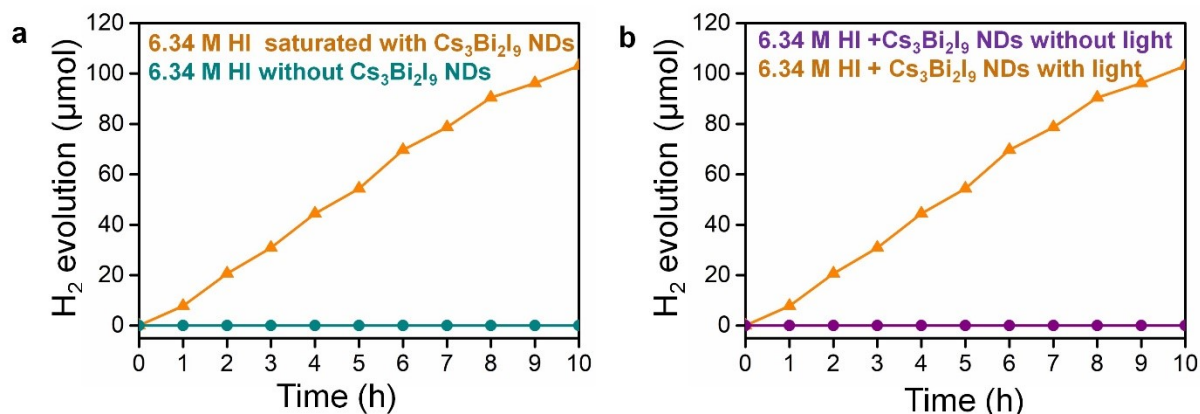 a
6.34 M HI saturated with Cs₃Bi₂I₉ NDs
6.34 M HI without Cs₃Bi₂I₉ NDs
H₂ evolution (μmol)
120
100
80
60
40
20
0
0 1 2 3 4 5 6 7 8 9 10
Time (h)
b
6.34 M HI +Cs₃Bi₂I₉ NDs without light
6.34 M HI + Cs₃Bi₂I₉ NDs with light
H₂ evolution (μmol)
120
100
80
60
40
20
0
0 1 2 3 4 5 6 7 8 9 10
Time (h)